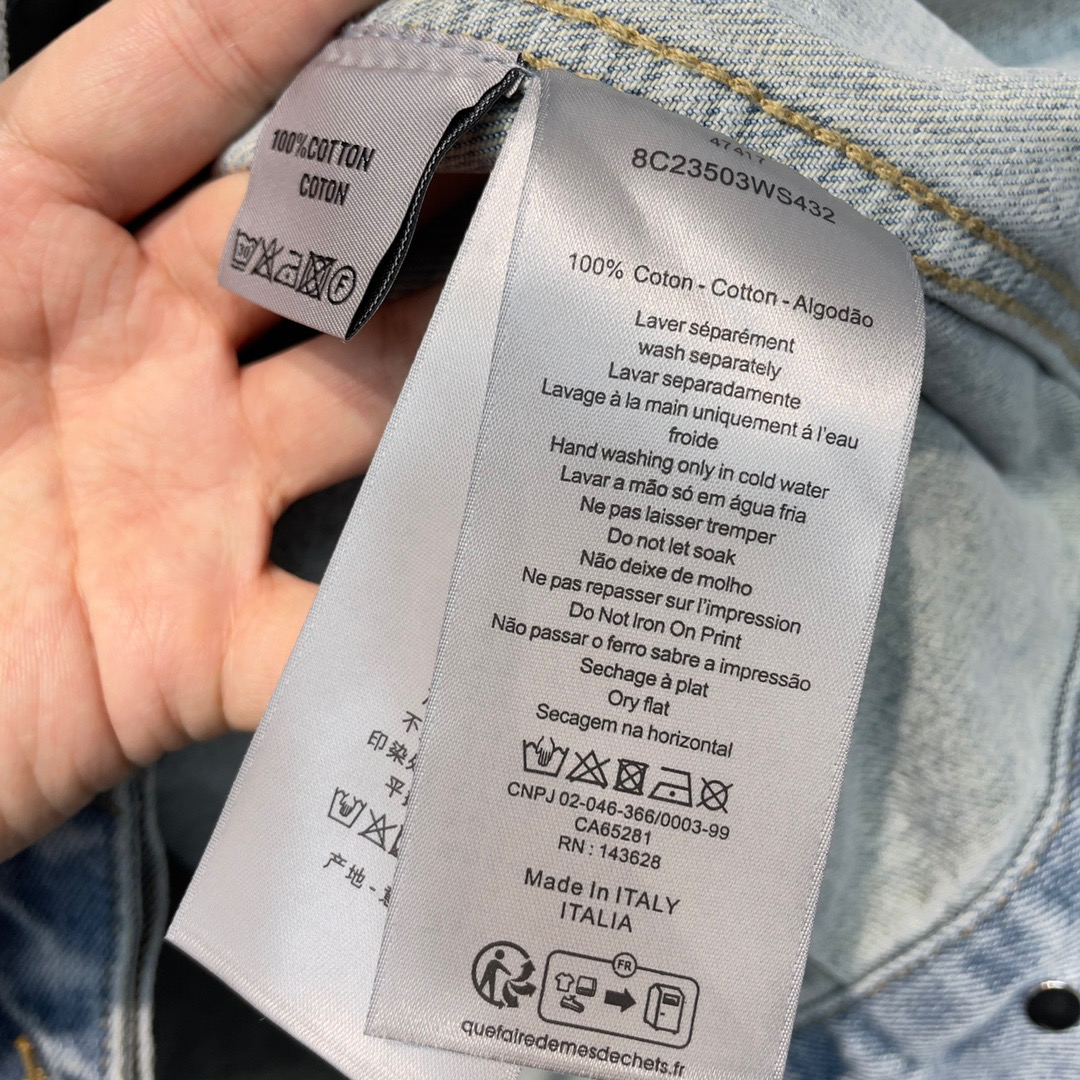 100%COTTON
COTON
30
F
47417
8C23503WS432
100% Coton - Cotton - Algodão
Laver séparément
wash separately
Lavar separadamente
Lavage à la main uniquement á l'eau
froide
Hand washing only in cold water
Lavar a mão só em água fria
Ne pas laisser tremper
Do not let soak
Não deixe de molho
Ne pas repasser sur l'impression
Do Not Iron On Print
Não passar o ferro sabre a impressão
Sechage à plat
Ory flat
Secagem na horizontal
CNPJ 02-046-366/0003-99
CA65281
RN : 143628
Made In ITALY
ITALIA
FR
quefairedemesdechets.fr
不
印染
平
产地 - 意